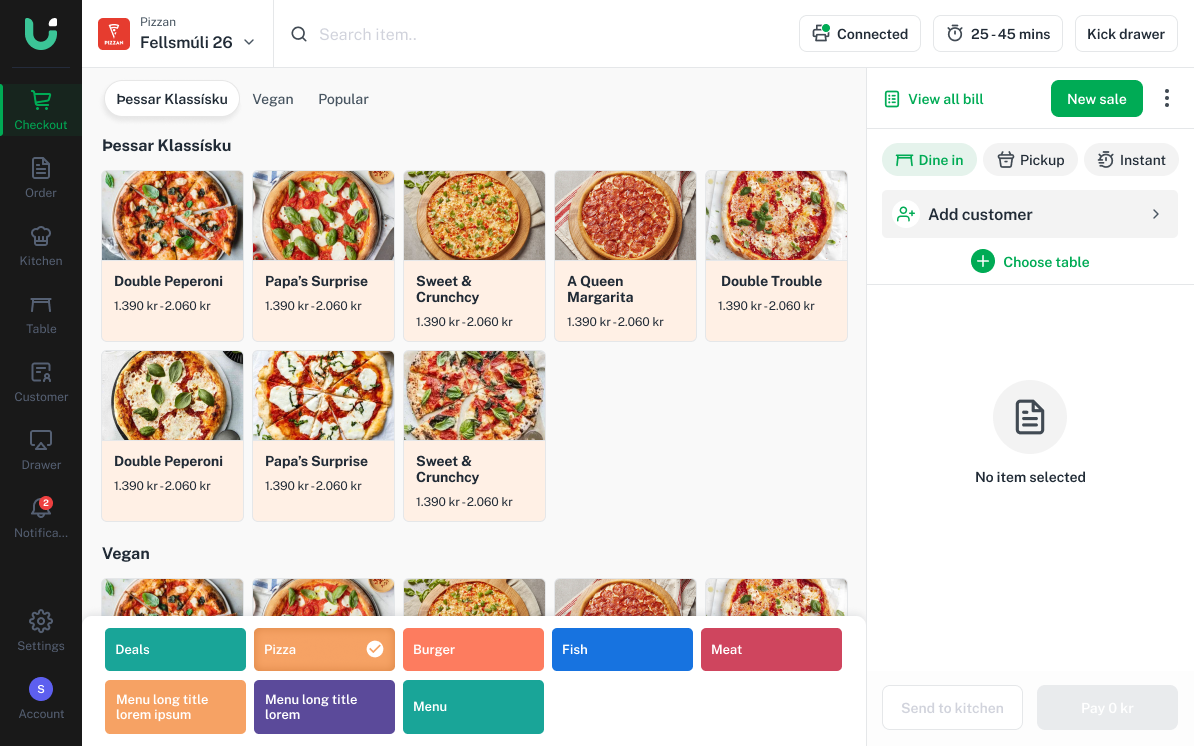 Pizzan
PIZZAN
Fellsmúli 26
Search item..
Connected
25 - 45 mins
Kick drawer
Checkout
Order
Kitchen
Table
Customer
Drawer
2
Notifica...
Settings
S
Account
Þessar Klassísku
Vegan
Popular
Þessar Klassísku
Double Peperoni
1.390 kr - 2.060 kr
Papa's Surprise
1.390 kr - 2.060 kr
Sweet &
Crunchcy
1.390 kr - 2.060 kr
A Queen
Margarita
1.390 kr - 2.060 kr
Double Trouble
1.390 kr - 2.060 kr
Double Peperoni
1.390 kr - 2.060 kr
Papa's Surprise
1.390 kr - 2.060 kr
Sweet &
Crunchcy
1.390 kr - 2.060 kr
Vegan
Deals
Pizza
Burger
Fish
Meat
Menu long title
lorem ipsum
Menu long title
lorem
Menu
View all bill
New sale
Dine in
Pickup
Instant
Add customer
Choose table
No item selected
Send to kitchen
Pay 0 kr